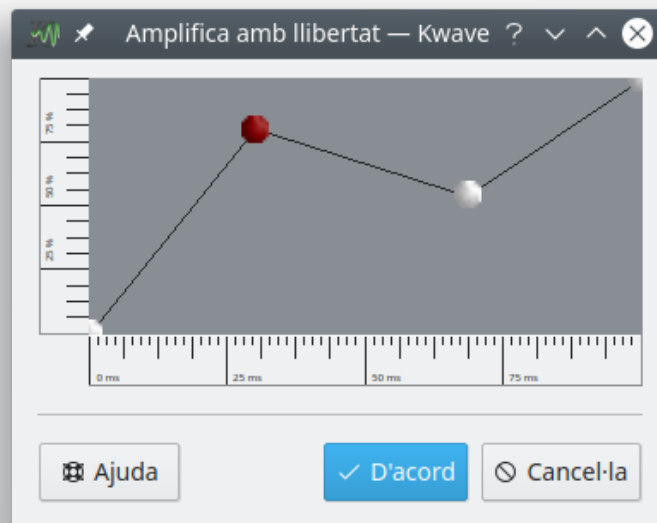 Amplifica amb llibertat — Kwave
75 %
50 %
25 %
0 ms 25 ms 50 ms 75 ms
Ajuda D'acord Cancel·la